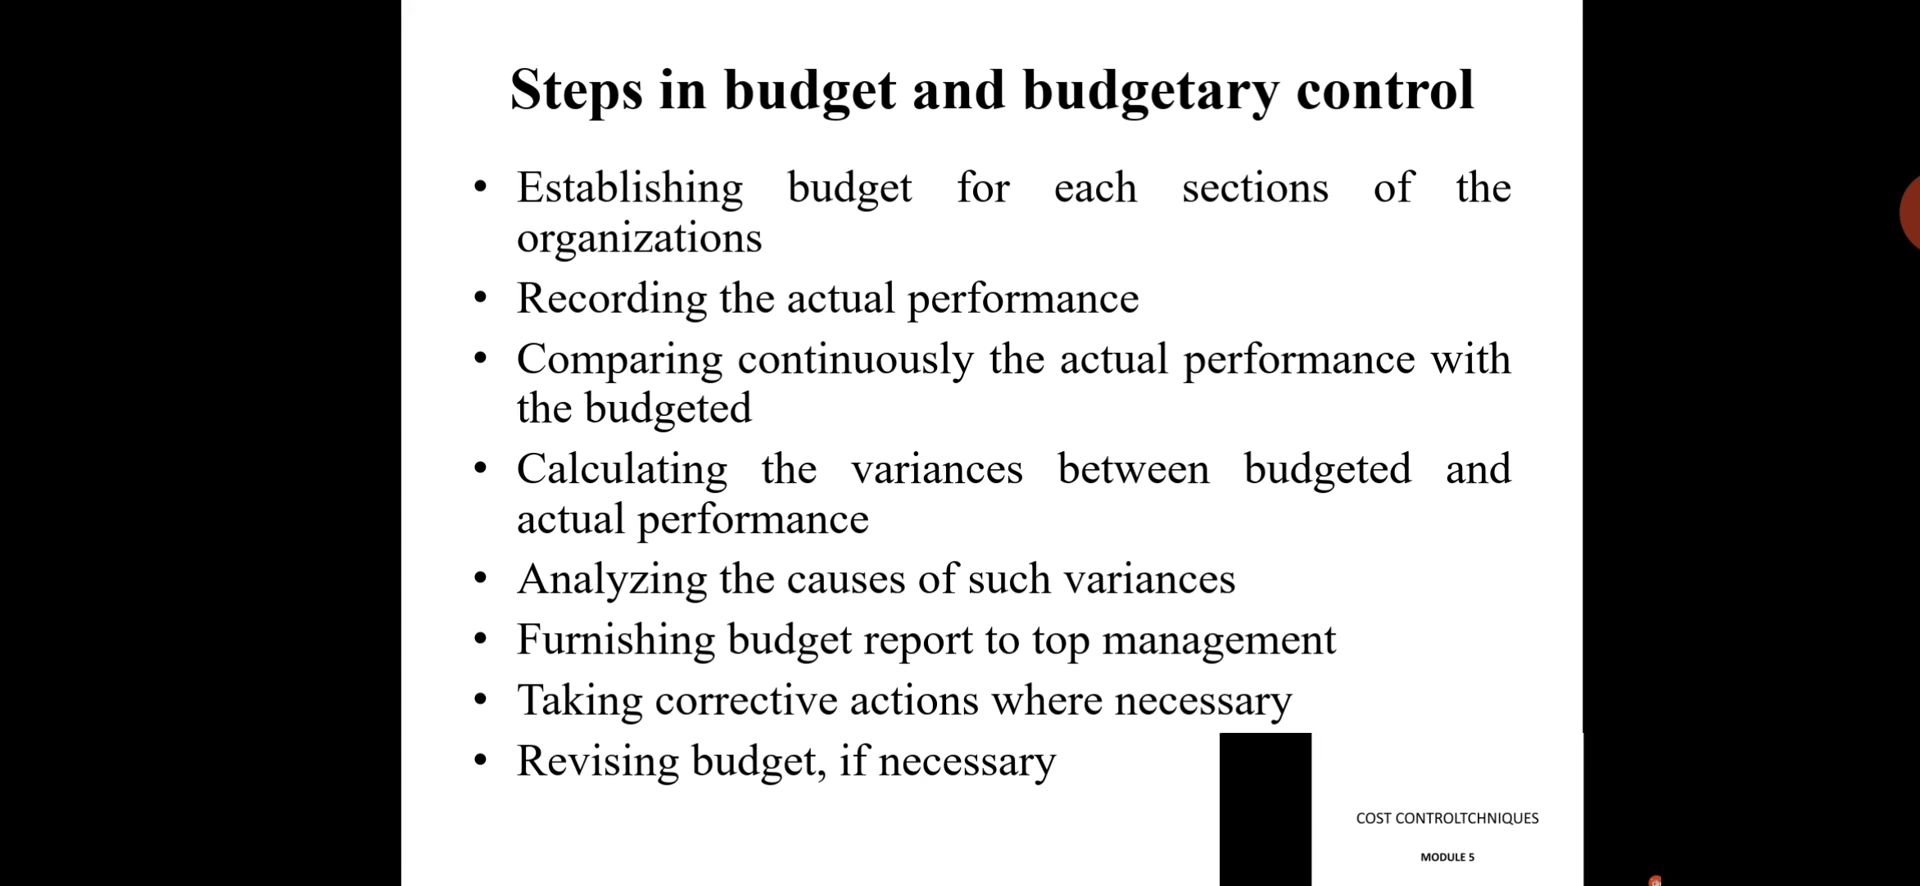 Steps in budget and budgetary control
• Establishing budget for each sections of the
organizations
• Recording the actual performance
• Comparing continuously the actual performance with
the budgeted
• Calculating the variances between budgeted and
actual performance
• Analyzing the causes of such variances
• Furnishing budget report to top management
• Taking corrective actions where necessary
• Revising budget, if necessary
COST CONTROLTCHNIQUES
MODULE 5